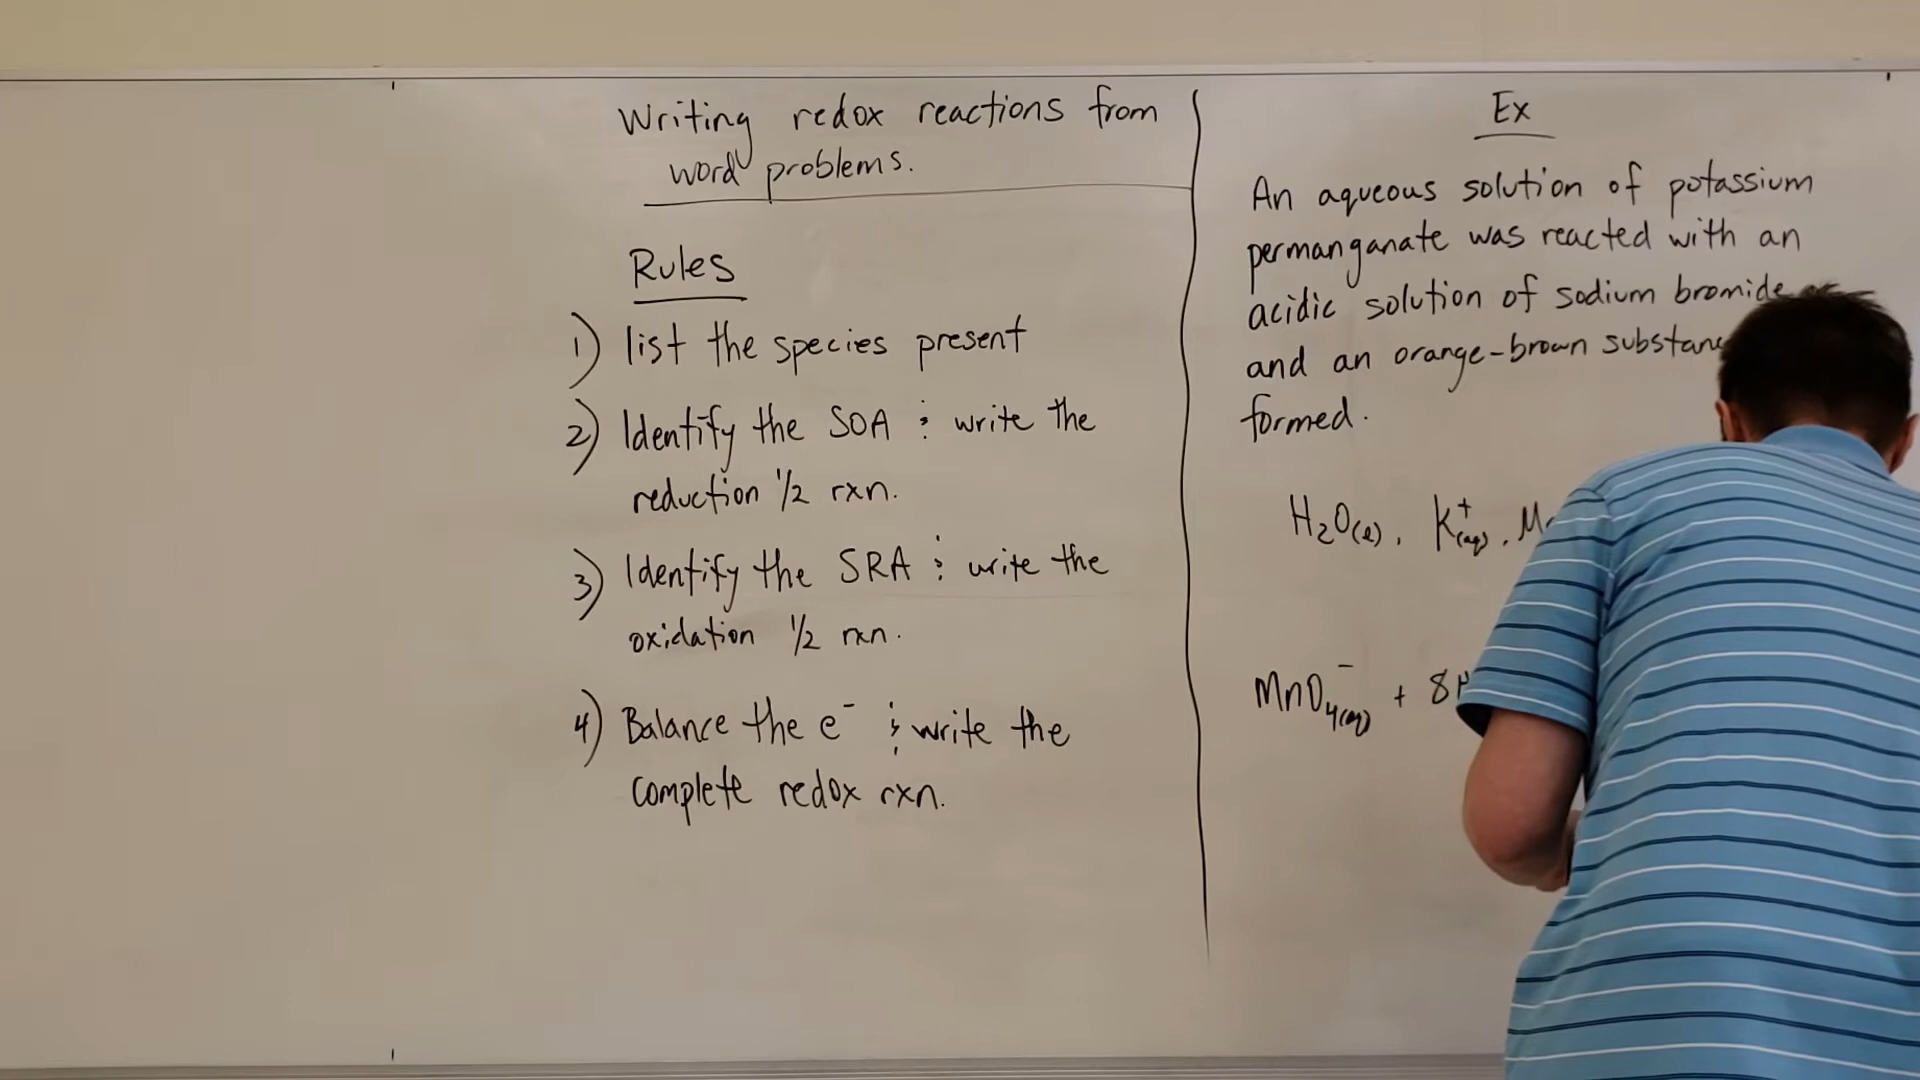 Writing redox reactions from
word problems.
Rules
1) list the species present
2) Identify the SOA & write the
reduction 1/2 rxn.
3) Identify the SRA & write the
oxidation 1/2 rxn.
4) Balance the e⁻ & write the
complete redox rxn.
Ex
An aqueous solution of potassium
permanganate was reacted with an
acidic solution of sodium bromide
and an orange-brown substanc
formed.
H₂O(l), K⁺(aq), M
MnO₄⁻(aq) + 8H